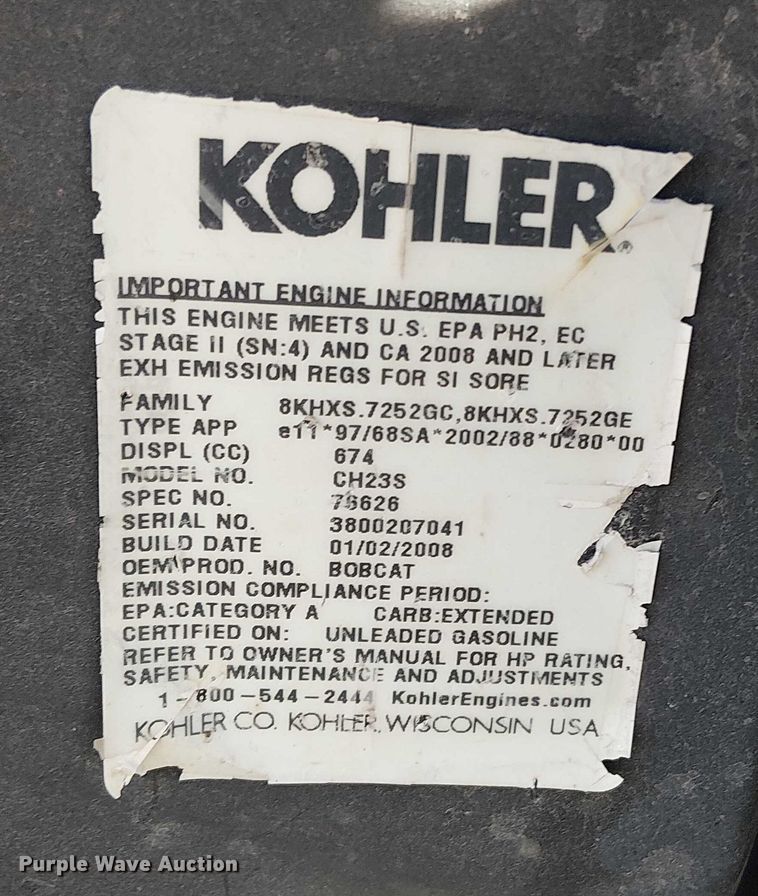 KOHLER®
IMPORTANT ENGINE INFORMATION
THIS ENGINE MEETS U.S. EPA PH2, EC
STAGE II (SN:4) AND CA 2008 AND LATER
EXH EMISSION REGS FOR SI SORE
FAMILY 8KHXS.7252GC,8KHXS.7252GE
TYPE APP e11*97/68SA*2002/88*0280*00
DISPL (CC) 674
MODEL NO. CH23S
SPEC NO. 76626
SERIAL NO. 3800207041
BUILD DATE 01/02/2008
OEM PROD. NO. BOBCAT
EMISSION COMPLIANCE PERIOD:
EPA:CATEGORY A CARB:EXTENDED
CERTIFIED ON: UNLEADED GASOLINE
REFER TO OWNER'S MANUAL FOR HP RATING,
SAFETY, MAINTENANCE AND ADJUSTMENTS
1-800-544-2444 KohlerEngines.com
KOHLER CO. KOHLER, WISCONSIN USA
Purple Wave Auction